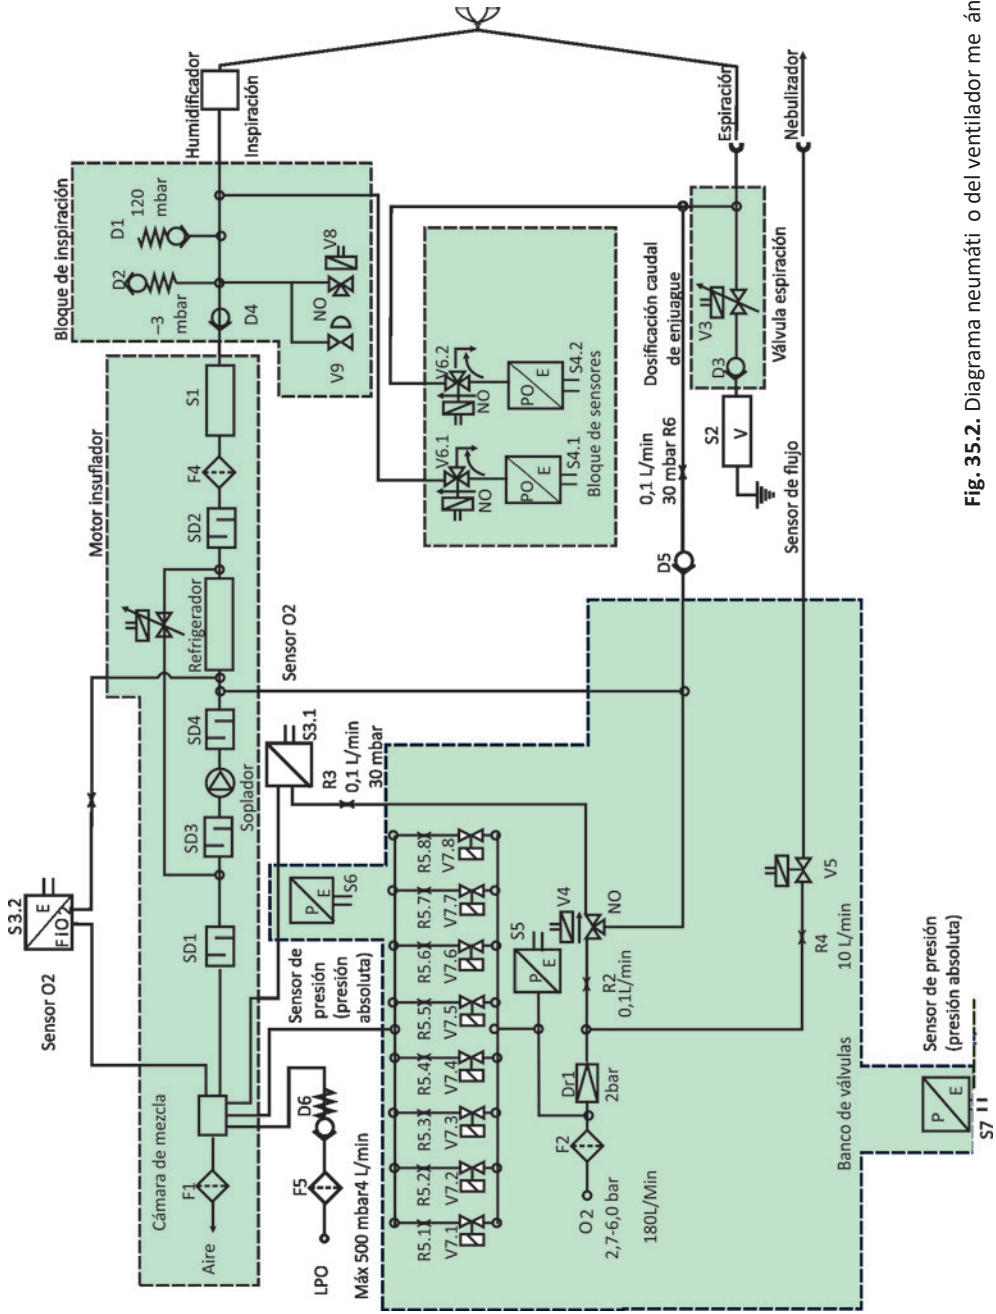 Humidificador
Inspiración
Bloque de inspiración
D1
120
mbar
D2
–3
mbar
D4
NO
V8
V9
Motor insuflador
S1
F4
SD2
Refrigerador
SD4
Soplador
SD3
SD1
Cámara de mezcla
F1
Aire
Sensor O2
S3.2
E
FiO2
Sensor O2
S3.1
R3
0,1 L/min
30 mbar
Espiración
Nebulizador
V6.2
NO
PO
E
S4.2
V6.1
NO
PO
E
S4.1
Bloque de sensores
Dosificación caudal
de enjuague
0,1 L/min
30 mbar R6
D5
V3
D3
Válvula espiración
S2
V
Sensor de flujo
P
E
S6
Sensor de
presión
(presión
absoluta)
D6
F5
LPO
Máx 500 mbar4 L/min
R5.8
V7.8
R5.7
V7.7
R5.6
V7.6
R5.5
V7.5
R5.4
V7.4
R5.3
V7.3
R5.2
V7.2
R5.1
V7.1
S5
P
E
V4
NO
R2
0,1L/min
Dr1
2bar
F2
O 2
2,7-6,0 bar
180L/Min
V5
R4
10 L/min
Banco de válvulas
Sensor de presión
(presión absoluta)
P
E
S7
Fig. 35.2. Diagrama neumáti o del ventilador me án